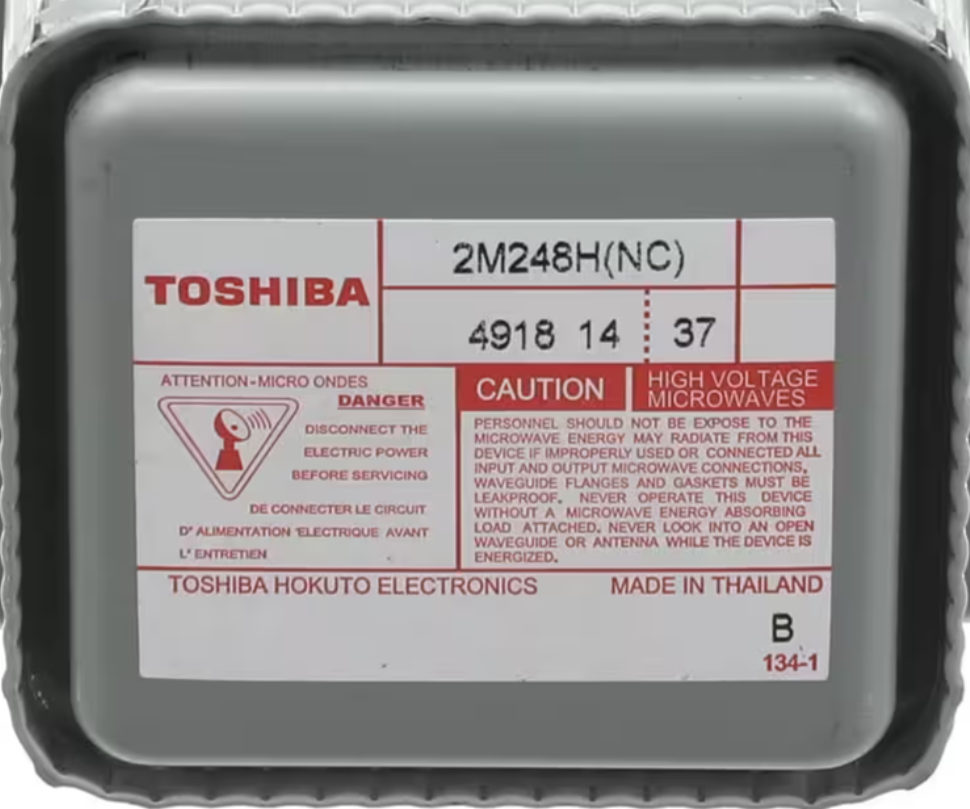 TOSHIBA
2M248H(NC)
4918 14 37
ATTENTION-MICRO ONDES
DANGER
DISCONNECT THE
ELECTRIC POWER
BEFORE SERVICING
DE CONNECTER LE CIRCUIT
D' ALIMENTATION 'ELECTRIQUE AVANT
L' ENTRETIEN
CAUTION
HIGH VOLTAGE
MICROWAVES
PERSONNEL SHOULD NOT BE EXPOSE TO THE
MICROWAVE ENERGY MAY RADIATE FROM THIS
DEVICE IF IMPROPERLY USED OR CONNECTED ALL
INPUT AND OUTPUT MICROWAVE CONNECTIONS,
WAVEGUIDE FLANGES AND GASKETS MUST BE
LEAKPROOF. NEVER OPERATE THIS DEVICE
WITHOUT A MICROWAVE ENERGY ABSORBING
LOAD ATTACHED. NEVER LOOK INTO AN OPEN
WAVEGUIDE OR ANTENNA WHILE THE DEVICE IS
ENERGIZED.
TOSHIBA HOKUTO ELECTRONICS MADE IN THAILAND
B
134-1